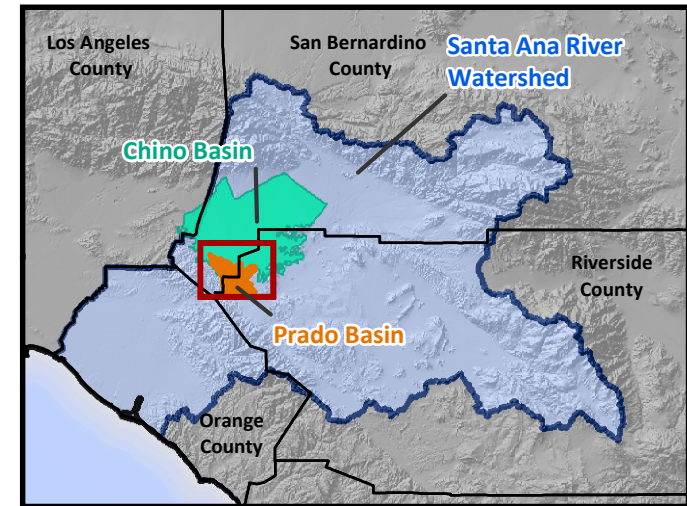 Los Angeles
County
San Bernardino
County
Santa Ana River
Watershed
Chino Basin
Riverside
County
Prado Basin
Orange
County